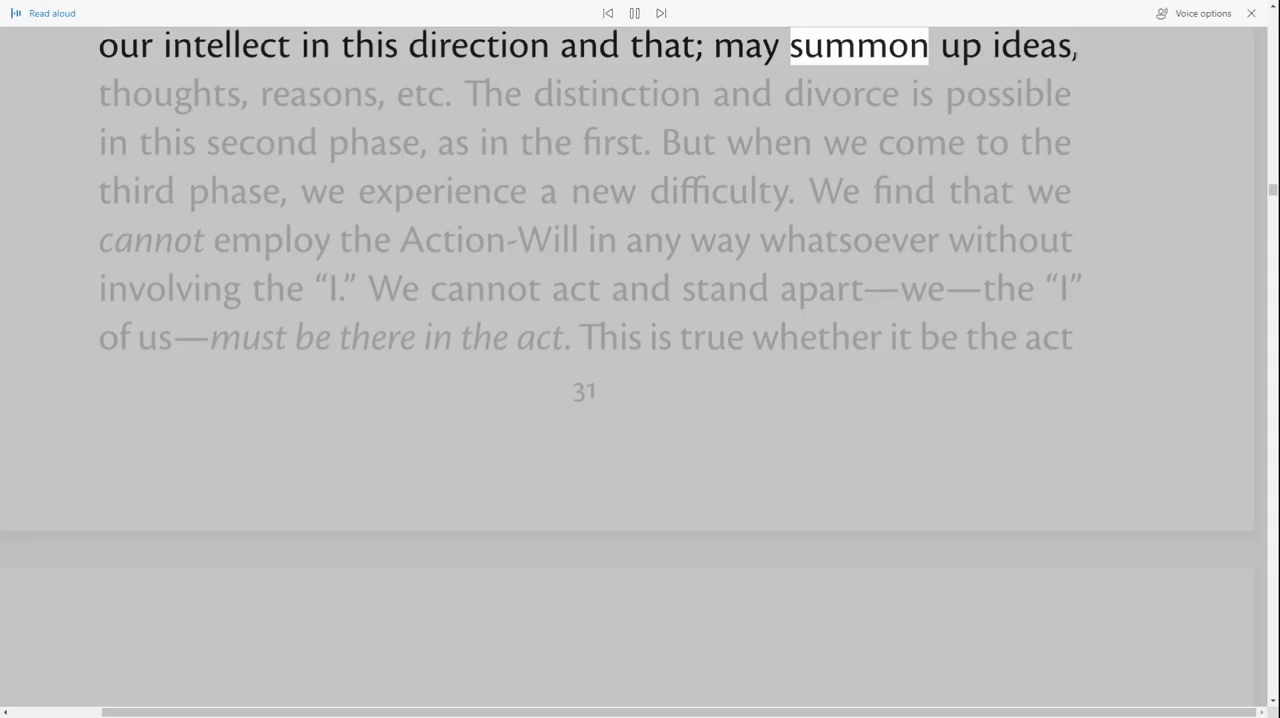 Read aloud
Voice options
our intellect in this direction and that; may summon up ideas,
thoughts, reasons, etc. The distinction and divorce is possible
in this second phase, as in the first. But when we come to the
third phase, we experience a new difficulty. We find that we
cannot employ the Action-Will in any way whatsoever without
involving the “I.” We cannot act and stand apart—we—the “I”
of us—must be there in the act. This is true whether it be the act
31